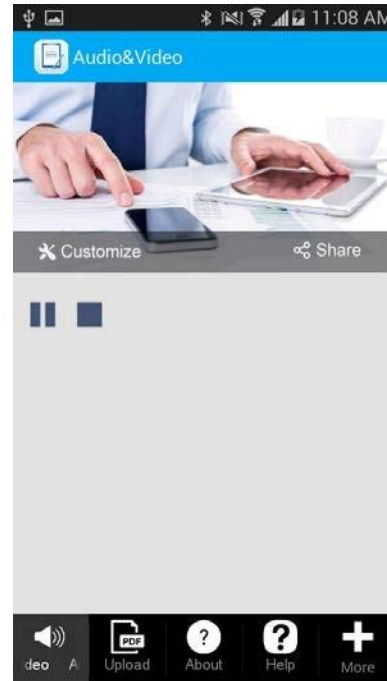 11:08 AM
Audio&Video
Customize
Share
deo A
PDF
Upload
About
Help
More